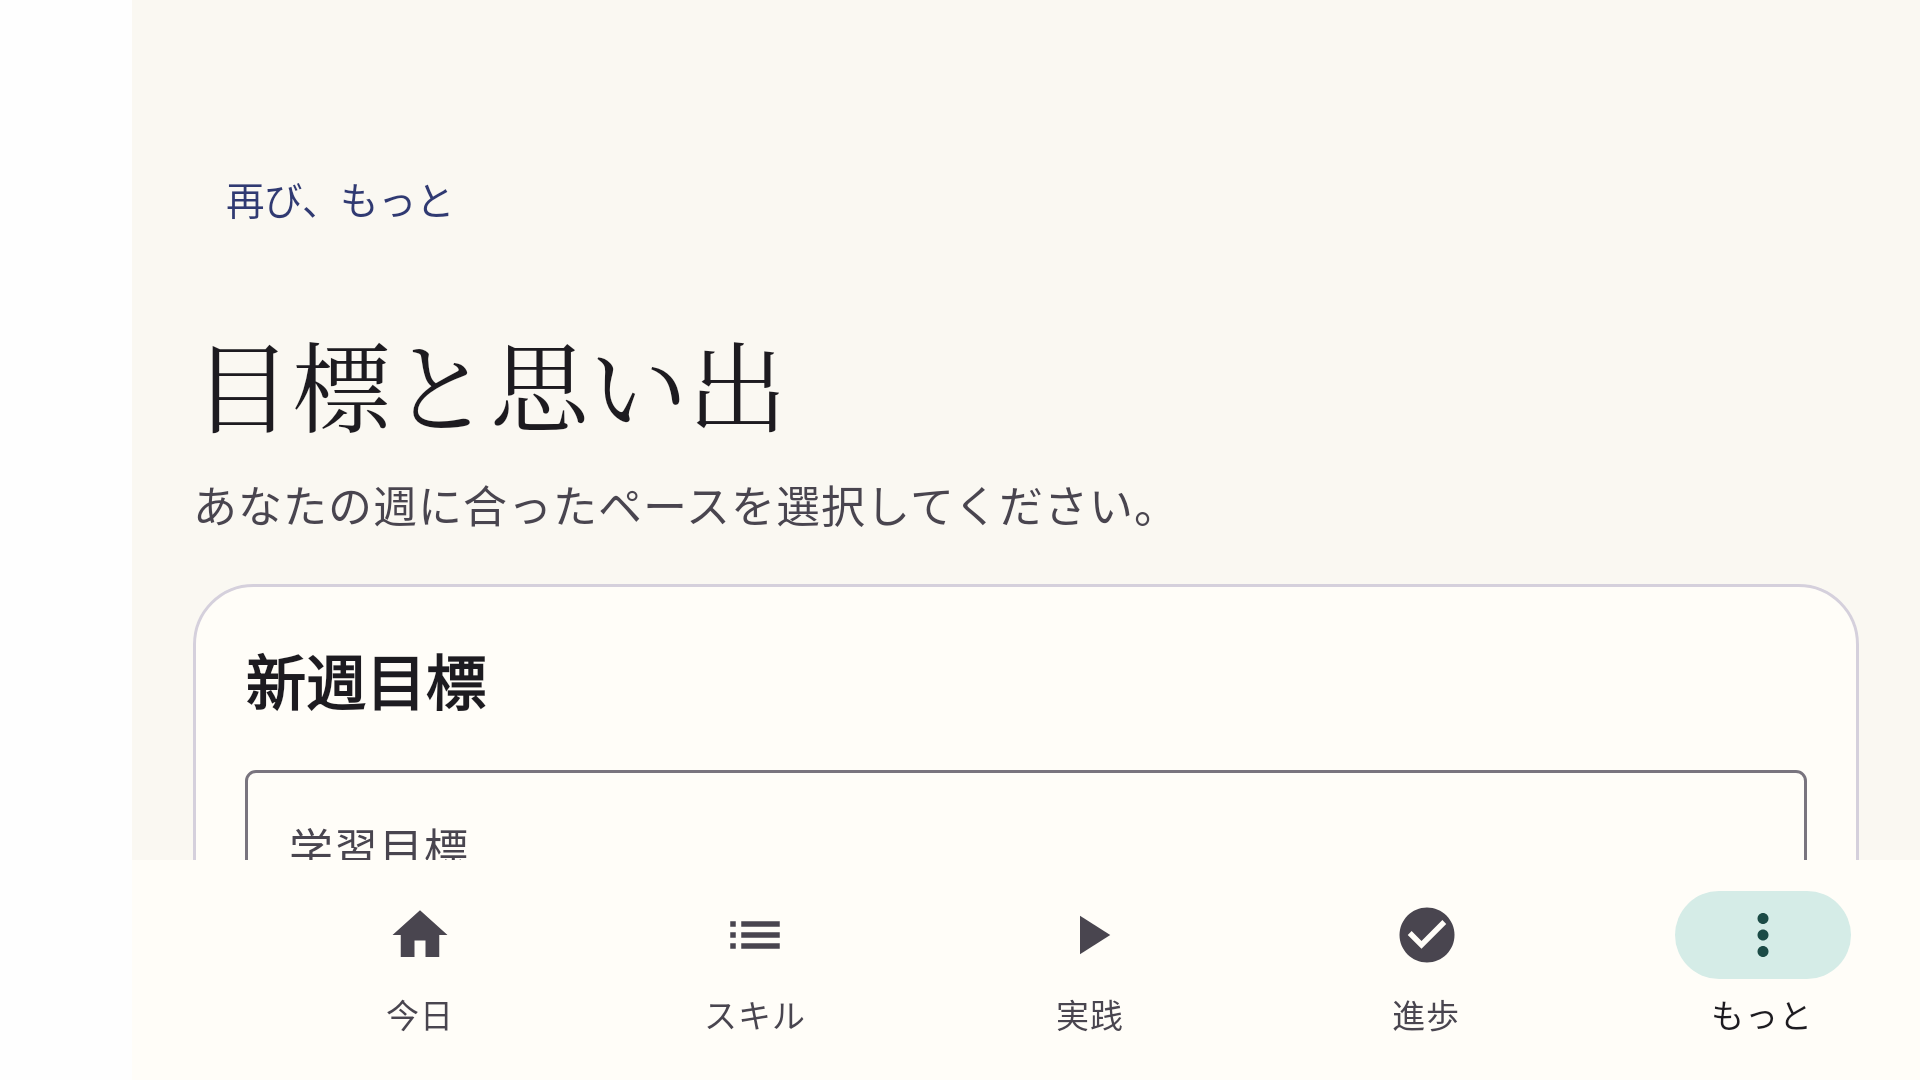 再び、もっと
目標と思い出
あなたの週に合ったペースを選択してください。
新週目標
学習目標
今日
スキル
実践
進歩
もっと